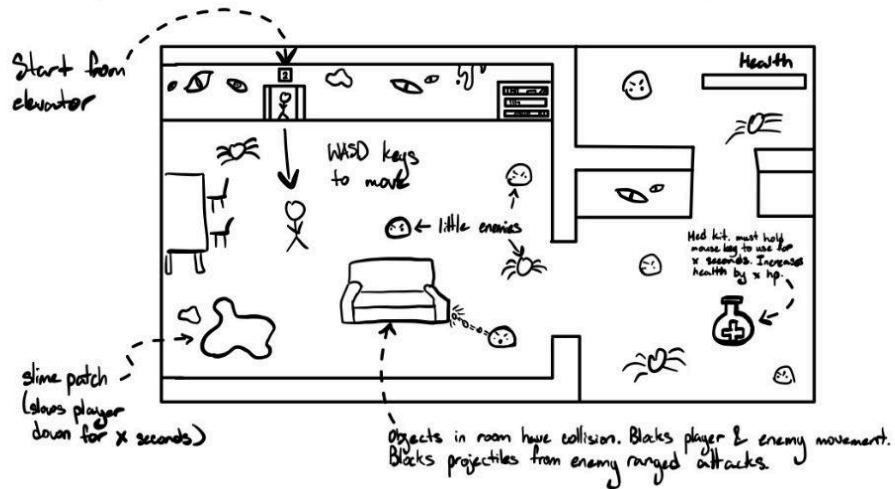 Start from
elevator
2
Health
WASD keys
to move
little enemies
Med kit. must hold
mouse key to use for
x seconds. Increases
health by x hp.
slime patch
(slows player
down for x seconds)
Objects in room have collision. Blocks player & enemy movement.
Blocks projectiles from enemy ranged attacks.